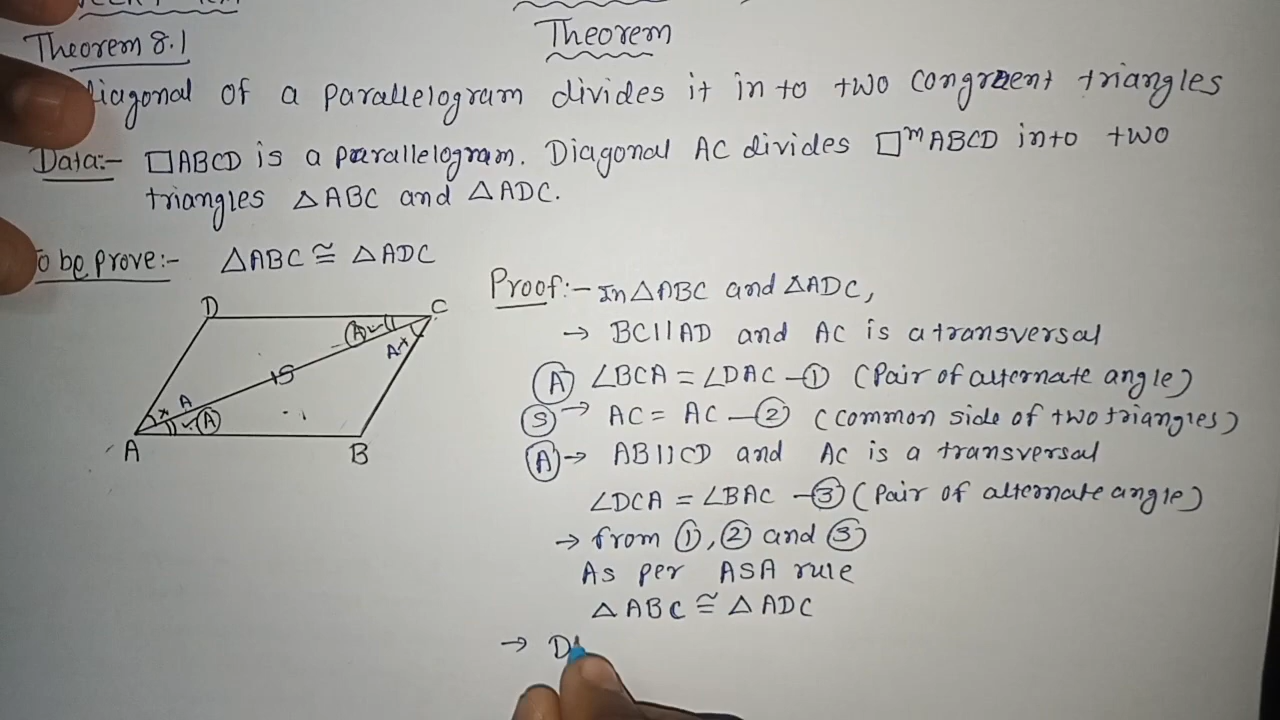 Theorem 8.1
Theorem
diagonal of a parallelogram divides it in to two congruent triangles
Data:- □ABCD is a parallelogram. Diagonal AC divides □ᵐABCD into two
triangles △ABC and △ADC.
To be prove:- △ABC ≅ △ADC
D
C
A
A×
S
× A
A
A
B
Proof:- In △ABC and △ADC,
→ BC||AD and AC is a transversal
Ⓐ ∠BCA = ∠DAC —① (Pair of alternate angle)
Ⓢ → AC = AC —② (common side of two triangles)
Ⓐ → AB||CD and AC is a transversal
∠DCA = ∠BAC —③ (Pair of alternate angle)
→ from ①, ② and ③
As per ASA rule
△ABC ≅ △ADC
→ D